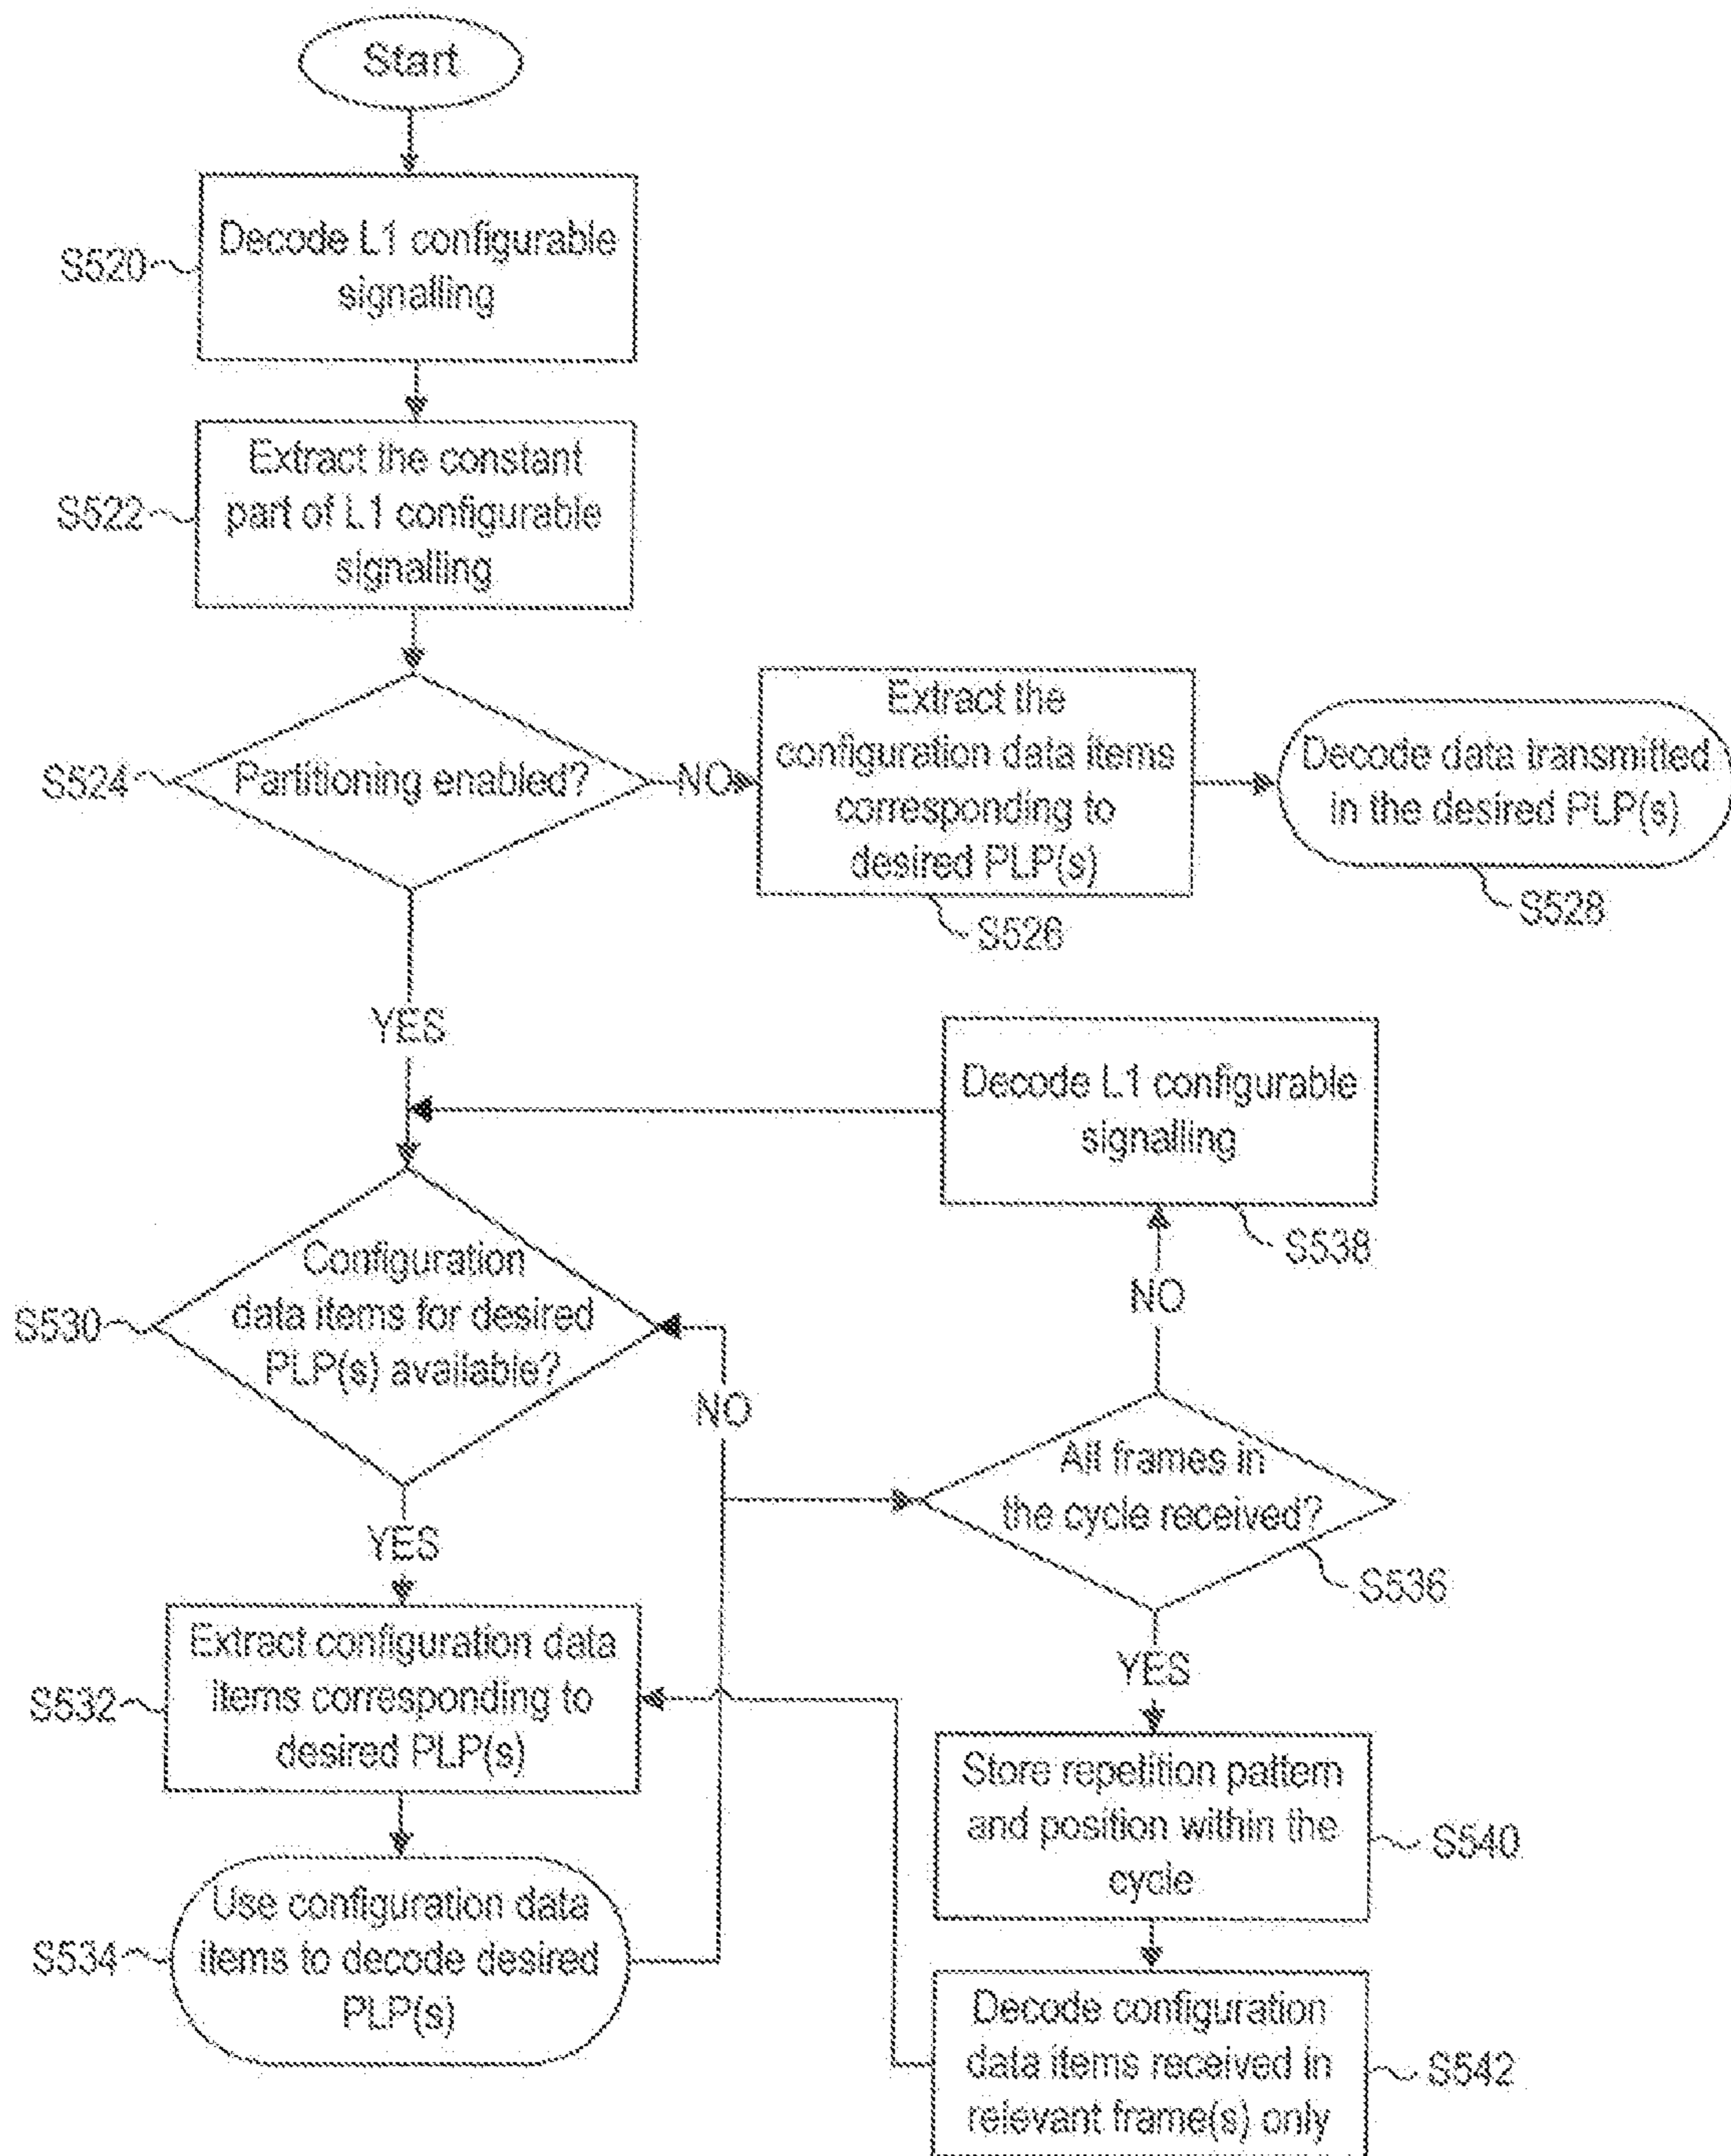 Start
S520
Decode L1 configurable
signalling
S522
Extract the constant
part of L1 configurable
signalling
S524
Partitioning enabled?
NO
Extract the
configuration data items
corresponding to
desired PLP(s)
S526
Decode data transmitted
in the desired PLP(s)
S528
YES
Decode L1 configurable
signalling
S538
NO
S530
Configuration
data items for desired
PLP(s) available?
NO
All frames in
the cycle received?
S536
YES
YES
S532
Extract configuration data
items corresponding to
desired PLP(s)
Store repetition pattern
and position within the
cycle
S540
S534
Use configuration data
items to decode desired
PLP(s)
Decode configuration
data items received in
relevant frame(s) only
S542